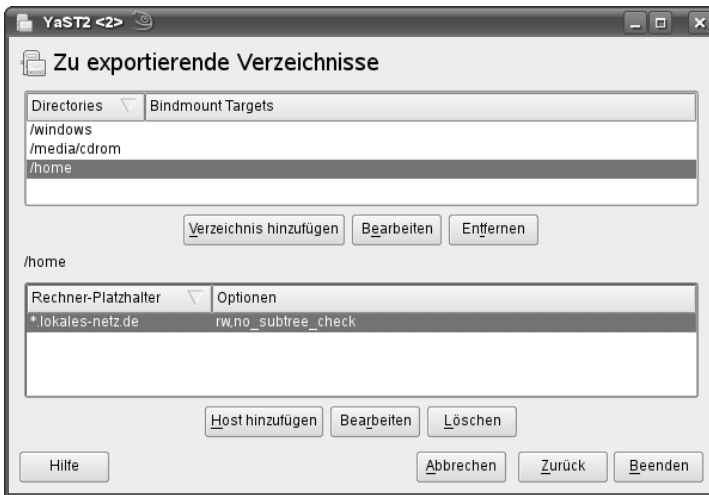 YaST2 <2>
Zu exportierende Verzeichnisse
Directories Bindmount Targets
/windows
/media/cdrom
/home
Verzeichnis hinzufügen Bearbeiten Entfernen
/home
Rechner-Platzhalter Optionen
*.lokales-netz.de rw,no_subtree_check
Host hinzufügen Bearbeiten Löschen
Hilfe Abbrechen Zurück Beenden